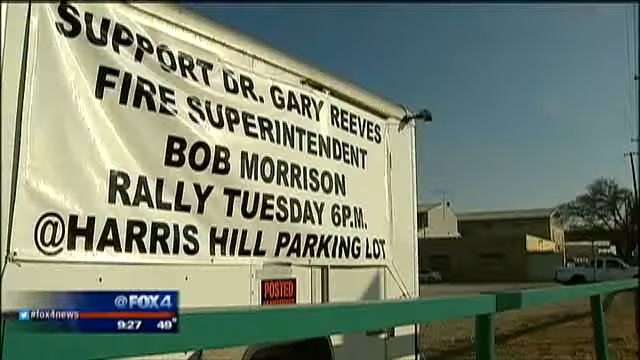 SUPPORT DR. GARY REEVES
FIRE SUPERINTENDENT
BOB MORRISON
RALLY TUESDAY 6P.M.
@HARRIS HILL PARKING LOT
POSTED
@FOX4
#fox4news
9:27 49°